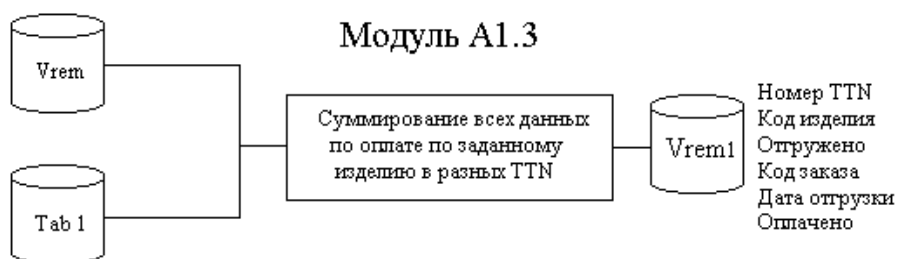 Модуль А1.3
Vrem
Суммирование всех данных
по оплате по заданному
изделию в разных TTN
Tab 1
Vrem1
Номер TTN
Код изделия
Отгружено
Код заказа
Дата отгрузки
Оплачено